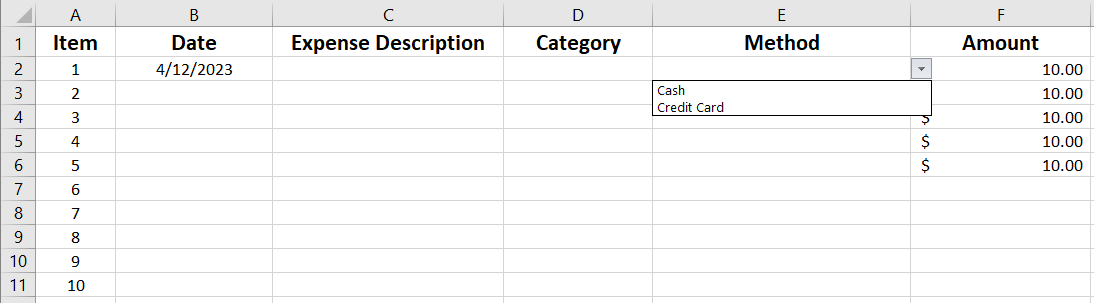 A B C D E F
1 Item Date Expense Description Category Method Amount
2 1 4/12/2023 10.00
3 2 Cash 10.00
4 3 Credit Card $ 10.00
5 4 $ 10.00
6 5 $ 10.00
7 6
8 7
9 8
10 9
11 10